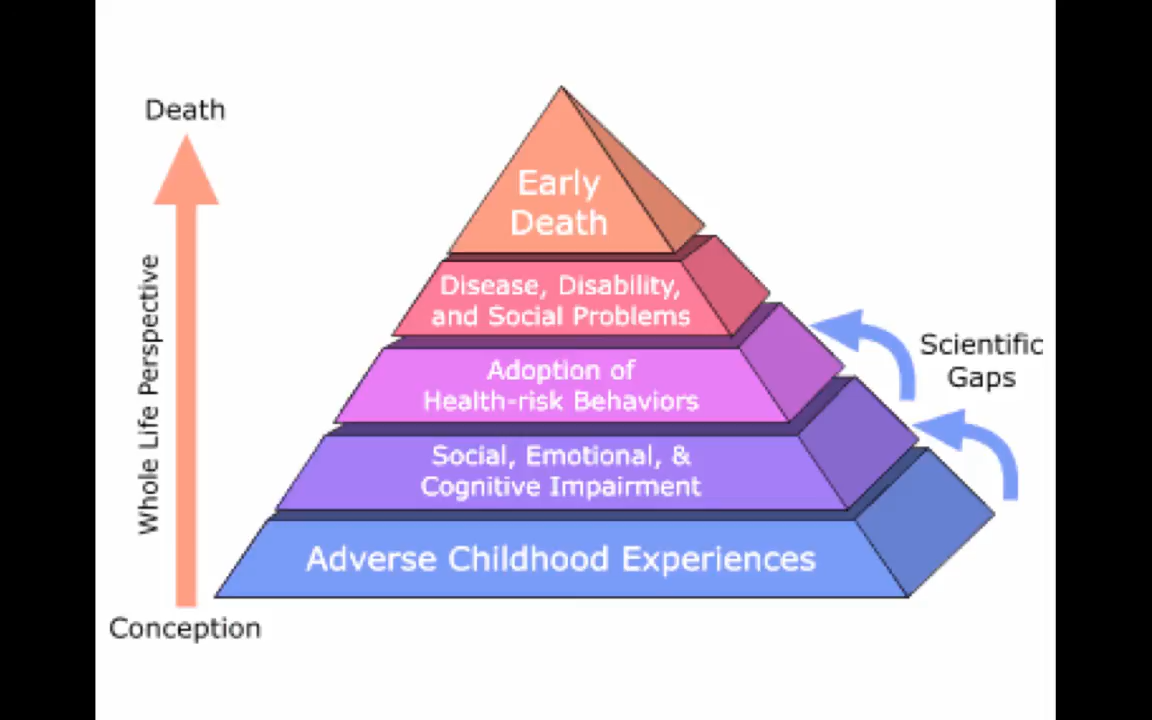 Death
Whole Life Perspective
Conception
Early
Death
Disease, Disability,
and Social Problems
Adoption of
Health-risk Behaviors
Social, Emotional, &
Cognitive Impairment
Adverse Childhood Experiences
Scientific
Gaps